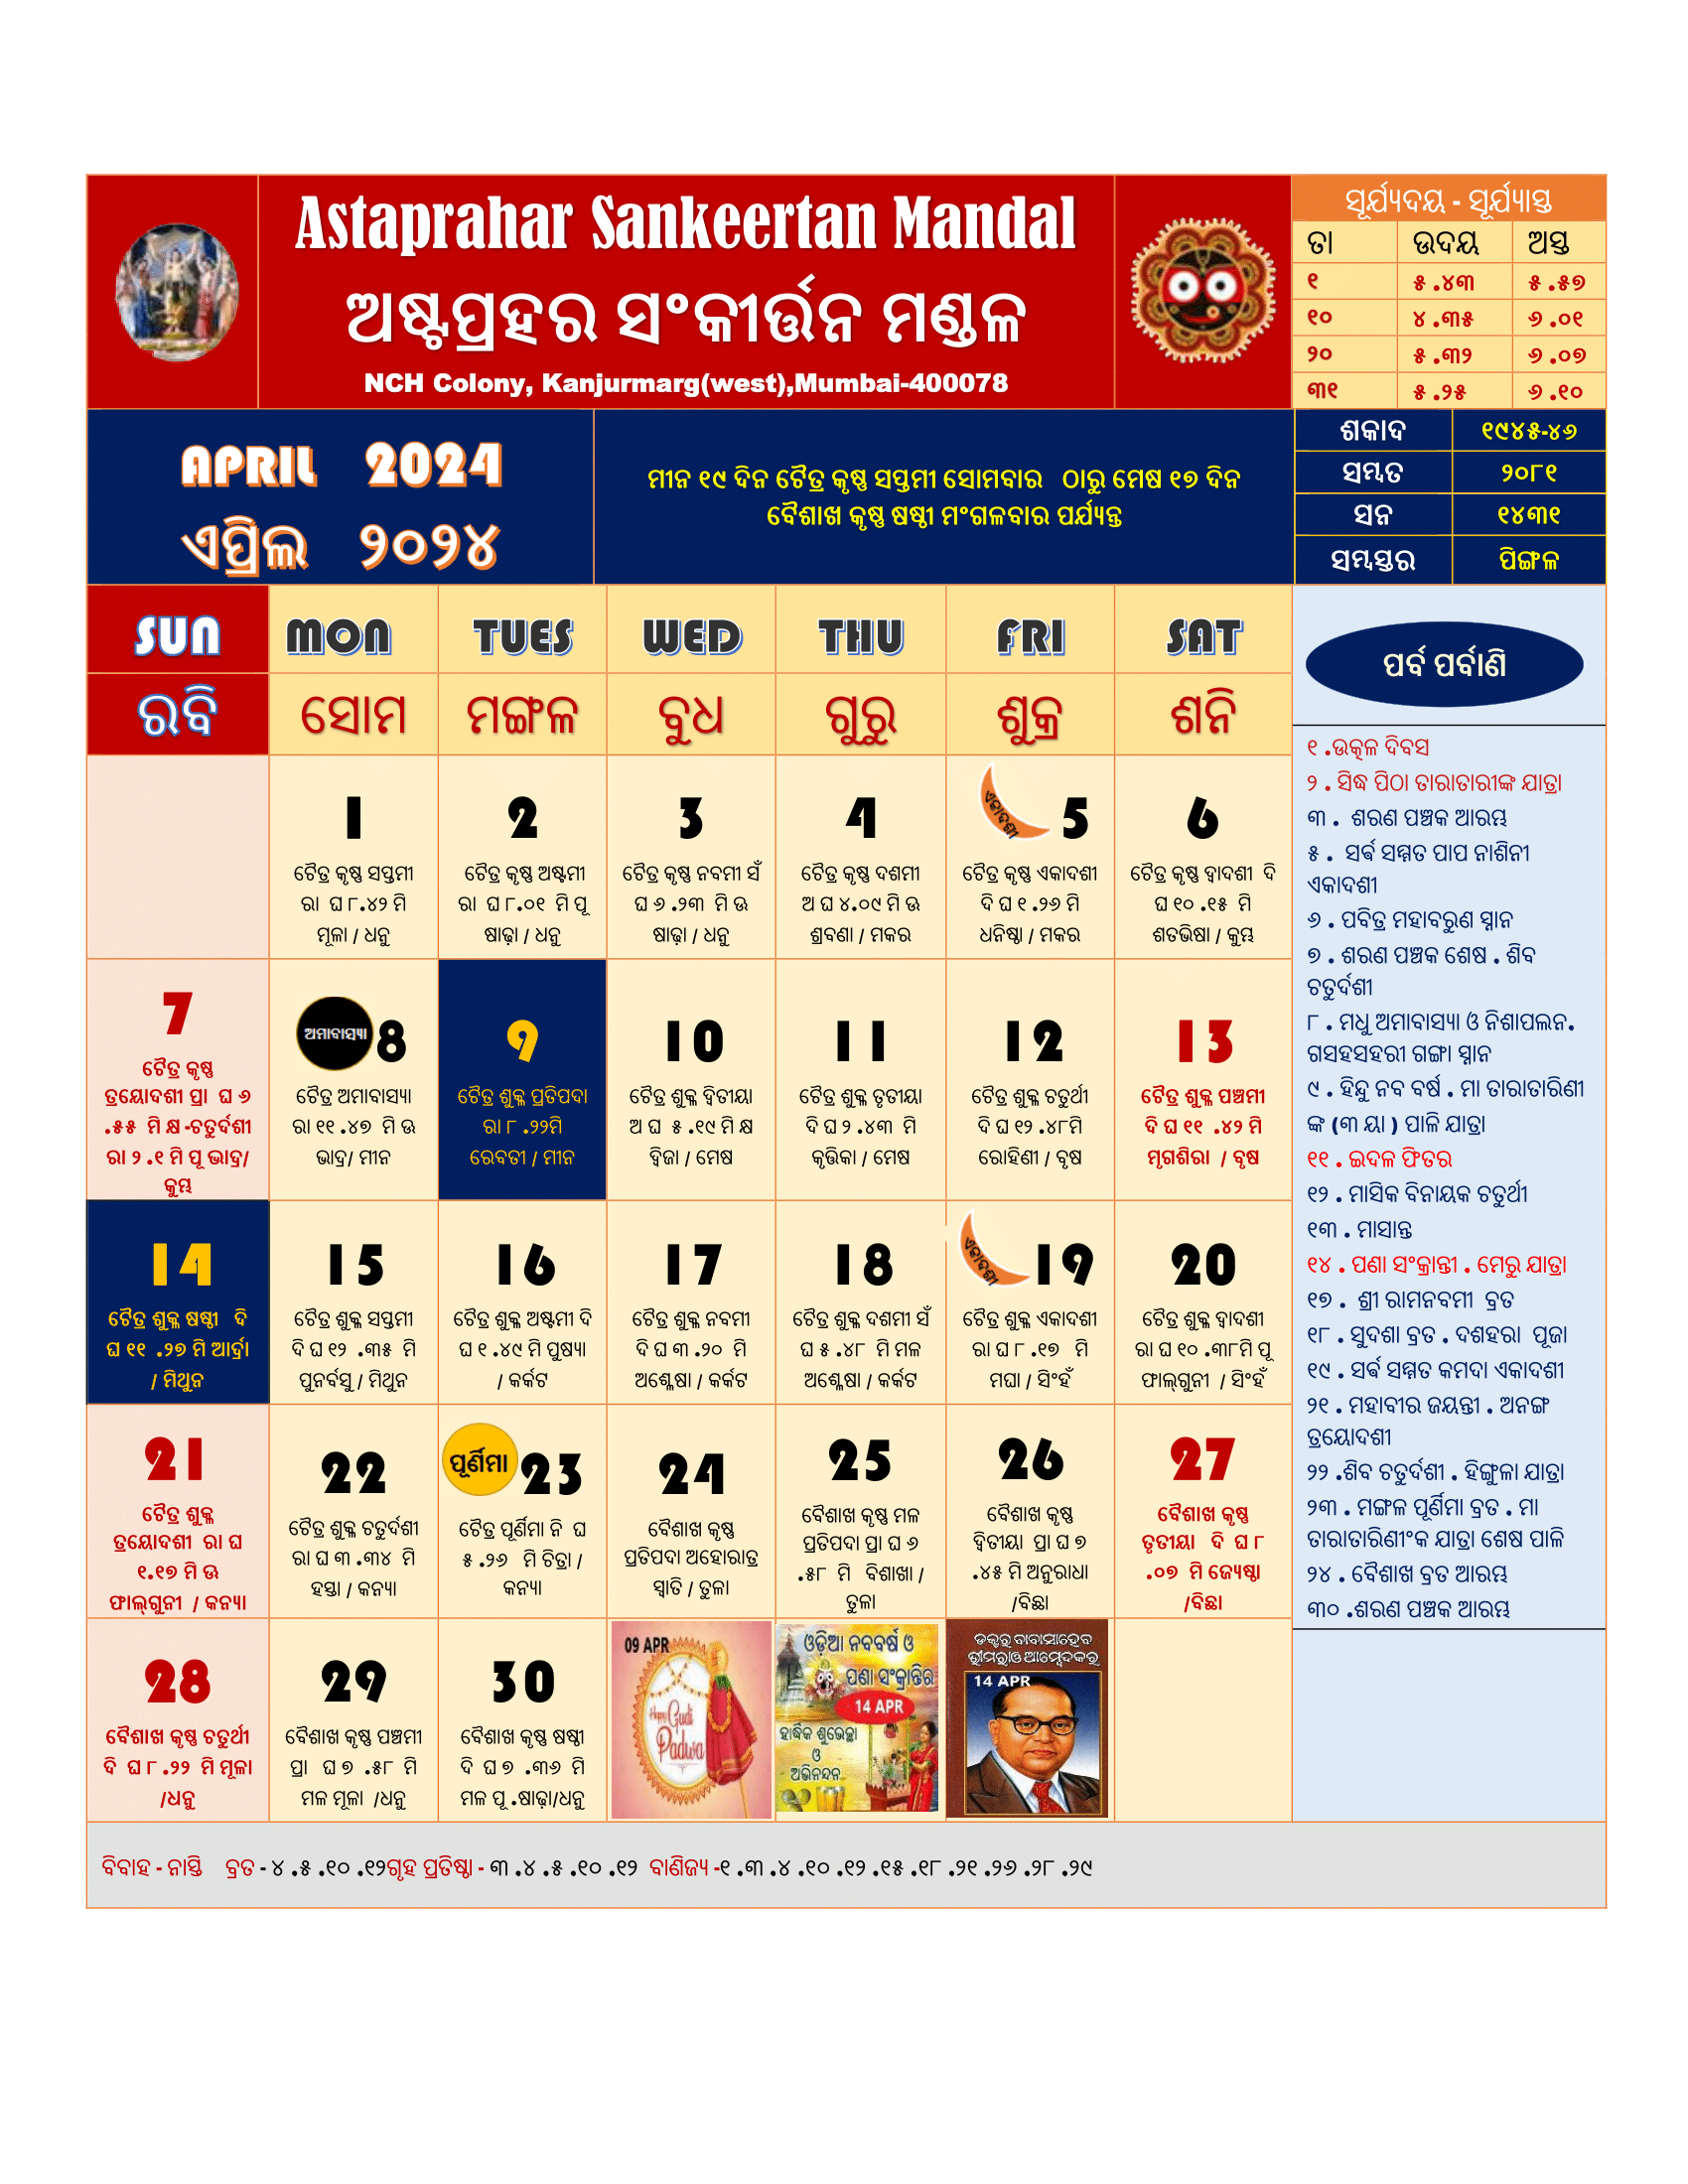 Astaprahar Sankeertan Mandal
ଅଷ୍ଟପ୍ରହର ସଂକୀର୍ତ୍ତନ ମଣ୍ଡଳ
NCH Colony, Kanjurmarg(west),Mumbai-400078
ସୂର୍ଯ୍ୟଦୟ - ସୂର୍ଯ୍ୟାସ୍ତ
ତା ଉଦୟ ଅସ୍ତ
୧ ୫ .୪୩ ୫ .୫୭
୧୦ ୪ .୩୫ ୬ .୦୧
୨୦ ୫ .୩୨ ୬ .୦୭
୩୧ ୫ .୨୫ ୬ .୧୦
APRIL 2024
ଏପ୍ରିଲ ୨୦୨୪
ମୀନ ୧୯ ଦିନ ଚୈତ୍ର କୃଷ୍ଣ ସପ୍ତମୀ ସୋମବାର ଠାରୁ ମେଷ ୧୭ ଦିନ
ବୈଶାଖ କୃଷ୍ଣ ଷଷ୍ଠୀ ମଂଗଳବାର ପର୍ଯ୍ୟନ୍ତ
ଶକାଦ ୧୯୪୫-୪୬
ସମ୍ବତ ୨୦୮୧
ସନ ୧୪୩୧
ସମ୍ବସ୍ତର ପିଙ୍ଗଳ
SUN MON TUES WED THU FRI SAT
ରବି ସୋମ ମଙ୍ଗଳ ବୁଧ ଗୁରୁ ଶୁକ୍ର ଶନି
1
ଚୈତ୍ର କୃଷ୍ଣ ସପ୍ତମୀ
ରା ଘ ୮.୪୨ ମି
ମୂଳା / ଧନୁ
2
ଚୈତ୍ର କୃଷ୍ଣ ଅଷ୍ଟମୀ
ରା ଘ ୮.୦୧ ମି ପୂ
ଷାଢ଼ା / ଧନୁ
3
ଚୈତ୍ର କୃଷ୍ଣ ନବମୀ ସଁ
ଘ ୬ .୨୩ ମି ଊ
ଷାଢ଼ା / ଧନୁ
4
ଚୈତ୍ର କୃଷ୍ଣ ଦଶମୀ
ଅ ଘ ୪.୦୯ ମି ଊ
ଶ୍ରବଣା / ମକର
ଏକାଦଶୀ 5
ଚୈତ୍ର କୃଷ୍ଣ ଏକାଦଶୀ
ଦି ଘ ୧ .୨୬ ମି
ଧନିଷ୍ଠା / ମକର
6
ଚୈତ୍ର କୃଷ୍ଣ ଦ୍ୱାଦଶୀ ଦି
ଘ ୧୦ .୧୫ ମି
ଶତଭିଷା / କୁମ୍ଭ
7
ଚୈତ୍ର କୃଷ୍ଣ
ତ୍ରୟୋଦଶୀ ପ୍ରା ଘ ୬
.୫୫ ମି କ୍ଷ -ଚତୁର୍ଦଶୀ
ରା ୨ .୧ ମି ପୂ ଭାଦ୍ର/
କୁମ୍ଭ
ଅମାବାସ୍ୟା 8
ଚୈତ୍ର ଅମାବାସ୍ୟା
ରା ୧୧ .୪୭ ମି ଊ
ଭାଦ୍ର/ ମୀନ
9
ଚୈତ୍ର ଶୁକ୍ଳ ପ୍ରତିପଦା
ରା ୮ .୨୨ମି
ରେବତୀ / ମୀନ
10
ଚୈତ୍ର ଶୁକ୍ଳ ଦ୍ୱିତୀୟା
ଅ ଘ ୫ .୧୯ ମି କ୍ଷ
ଦ୍ୱିଜା / ମେଷ
11
ଚୈତ୍ର ଶୁକ୍ଳ ତୃତୀୟା
ଦି ଘ ୨ .୪୩ ମି
କୃତ୍ତିକା / ମେଷ
12
ଚୈତ୍ର ଶୁକ୍ଳ ଚତୁର୍ଥୀ
ଦି ଘ ୧୨ .୪୮ମି
ରୋହିଣୀ / ବୃଷ
13
ଚୈତ୍ର ଶୁକ୍ଳ ପଞ୍ଚମୀ
ଦି ଘ ୧୧ .୪୨ ମି
ମୃଗଶିରା / ବୃଷ
14
ଚୈତ୍ର ଶୁକ୍ଳ ଷଷ୍ଠୀ ଦି
ଘ ୧୧ .୨୭ ମି ଆର୍ଦ୍ରା
/ ମିଥୁନ
15
ଚୈତ୍ର ଶୁକ୍ଳ ସପ୍ତମୀ
ଦି ଘ ୧୨ .୩୫ ମି
ପୁନର୍ବସୁ / ମିଥୁନ
16
ଚୈତ୍ର ଶୁକ୍ଳ ଅଷ୍ଟମୀ ଦି
ଘ ୧ .୪୯ ମି ପୁଷ୍ୟା
/ କର୍କଟ
17
ଚୈତ୍ର ଶୁକ୍ଳ ନବମୀ
ଦି ଘ ୩ .୨୦ ମି
ଅଶ୍ଳେଷା / କର୍କଟ
18
ଚୈତ୍ର ଶୁକ୍ଳ ଦଶମୀ ସଁ
ଘ ୫ .୪୮ ମି ମଳ
ଅଶ୍ଳେଷା / କର୍କଟ
ଏକାଦଶୀ 19
ଚୈତ୍ର ଶୁକ୍ଳ ଏକାଦଶୀ
ରା ଘ ୮ .୧୭ ମି
ମଘା / ସିଂହଁ
20
ଚୈତ୍ର ଶୁକ୍ଳ ଦ୍ୱାଦଶୀ
ରା ଘ ୧୦ .୩୮ମି ପୂ
ଫାଲ୍‌ଗୁନୀ / ସିଂହଁ
21
ଚୈତ୍ର ଶୁକ୍ଳ
ତ୍ରୟୋଦଶୀ ରା ଘ
୧.୧୭ ମି ଊ
ଫାଲ୍‌ଗୁନୀ / କନ୍ୟା
22
ଚୈତ୍ର ଶୁକ୍ଳ ଚତୁର୍ଦଶୀ
ରା ଘ ୩ .୩୪ ମି
ହସ୍ତା / କନ୍ୟା
ପୂର୍ଣିମା 23
ଚୈତ୍ର ପୂର୍ଣିମା ନି ଘ
୫ .୨୬ ମି ଚିତ୍ରା /
କନ୍ୟା
24
ବୈଶାଖ କୃଷ୍ଣ
ପ୍ରତିପଦା ଅହୋରାତ୍ର
ସ୍ୱାତି / ତୁଳା
25
ବୈଶାଖ କୃଷ୍ଣ ମଳ
ପ୍ରତିପଦା ପ୍ରା ଘ ୬
.୫୮ ମି ବିଶାଖା /
ତୁଳା
26
ବୈଶାଖ କୃଷ୍ଣ
ଦ୍ୱିତୀୟା ପ୍ରା ଘ ୭
.୪୫ ମି ଅନୁରାଧା
/ବିଛା
27
ବୈଶାଖ କୃଷ୍ଣ
ତୃତୀୟା ଦି ଘ ୮
.୦୭ ମି ଜ୍ୟେଷ୍ଠା
/ବିଛା
28
ବୈଶାଖ କୃଷ୍ଣ ଚତୁର୍ଥୀ
ଦି ଘ ୮ .୨୨ ମି ମୂଳା
/ଧନୁ
29
ବୈଶାଖ କୃଷ୍ଣ ପଞ୍ଚମୀ
ପ୍ରା ଘ ୭ .୫୮ ମି
ମଳ ମୂଳା /ଧନୁ
30
ବୈଶାଖ କୃଷ୍ଣ ଷଷ୍ଠୀ
ଦି ଘ ୭ .୩୬ ମି
ମଳ ପୂ .ଷାଢ଼ା/ଧନୁ
09 APR
Happy Gudi
Padwa
ଓଡ଼ିଆ ନବବର୍ଷ ଓ
ପଣା ସଂକ୍ରାନ୍ତିର
14 APR
ହାର୍ଦ୍ଦିକ ଶୁଭେଚ୍ଛା
ଓ
ଅଭିନନ୍ଦନ
ଡକ୍ଟର ବାବାସାହେବ
ଭୀମରାଓ ଆମ୍ବେଦକର
14 APR
ପର୍ବ ପର୍ବାଣି
୧ .ଉତ୍କଳ ଦିବସ
୨ . ସିଦ୍ଧ ପିଠା ତାରାତାରୀଙ୍କ ଯାତ୍ରା
୩ . ଶରଣ ପଞ୍ଚକ ଆରମ୍ଭ
୫ . ସର୍ବ୍ଵ ସମ୍ମତ ପାପ ନାଶିନୀ
ଏକାଦଶୀ
୬ . ପବିତ୍ର ମହାବରୁଣ ସ୍ନାନ
୭ . ଶରଣ ପଞ୍ଚକ ଶେଷ . ଶିବ
ଚତୁର୍ଦଶୀ
୮ . ମଧୁ ଅମାବାସ୍ୟା ଓ ନିଶାପଲନ.
ଗସହସହରୀ ଗଙ୍ଗା ସ୍ନାନ
୯ . ହିନ୍ଦୁ ନବ ବର୍ଷ . ମା ତାରାତାରିଣୀ
ଙ୍କ (୩ ୟା ) ପାଳି ଯାତ୍ରା
୧୧ . ଇଦଳ ଫିତର
୧୨ . ମାସିକ ବିନାୟକ ଚତୁର୍ଥୀ
୧୩ . ମାସାନ୍ତ
୧୪ . ପଣା ସଂକ୍ରାନ୍ତୀ . ମେରୁ ଯାତ୍ରା
୧୭ . ଶ୍ରୀ ରାମନବମୀ ବ୍ରତ
୧୮ . ସୁଦଶା ବ୍ରତ . ଦଶହରା ପୂଜା
୧୯ . ସର୍ବ୍ଵ ସମ୍ମତ କମଦା ଏକାଦଶୀ
୨୧ . ମହାବୀର ଜୟନ୍ତୀ . ଅନଙ୍ଗ
ତ୍ରୟୋଦଶୀ
୨୨ .ଶିବ ଚତୁର୍ଦଶୀ . ହିଙ୍ଗୁଳା ଯାତ୍ରା
୨୩ . ମଙ୍ଗଳ ପୂର୍ଣିମା ବ୍ରତ . ମା
ତାରାତାରିଣୀଂକ ଯାତ୍ରା ଶେଷ ପାଳି
୨୪ . ବୈଶାଖ ବ୍ରତ ଆରମ୍ଭ
୩୦ .ଶରଣ ପଞ୍ଚକ ଆରମ୍ଭ
ବିବାହ - ନାସ୍ତି ବ୍ରତ - ୪ .୫ .୧୦ .୧୨ଗୃହ ପ୍ରତିଷ୍ଠା - ୩ .୪ .୫ .୧୦ .୧୨ ବାଣିଜ୍ୟ -୧ .୩ .୪ .୧୦ .୧୨ .୧୫ .୧୮ .୨୧ .୨୬ .୨୮ .୨୯